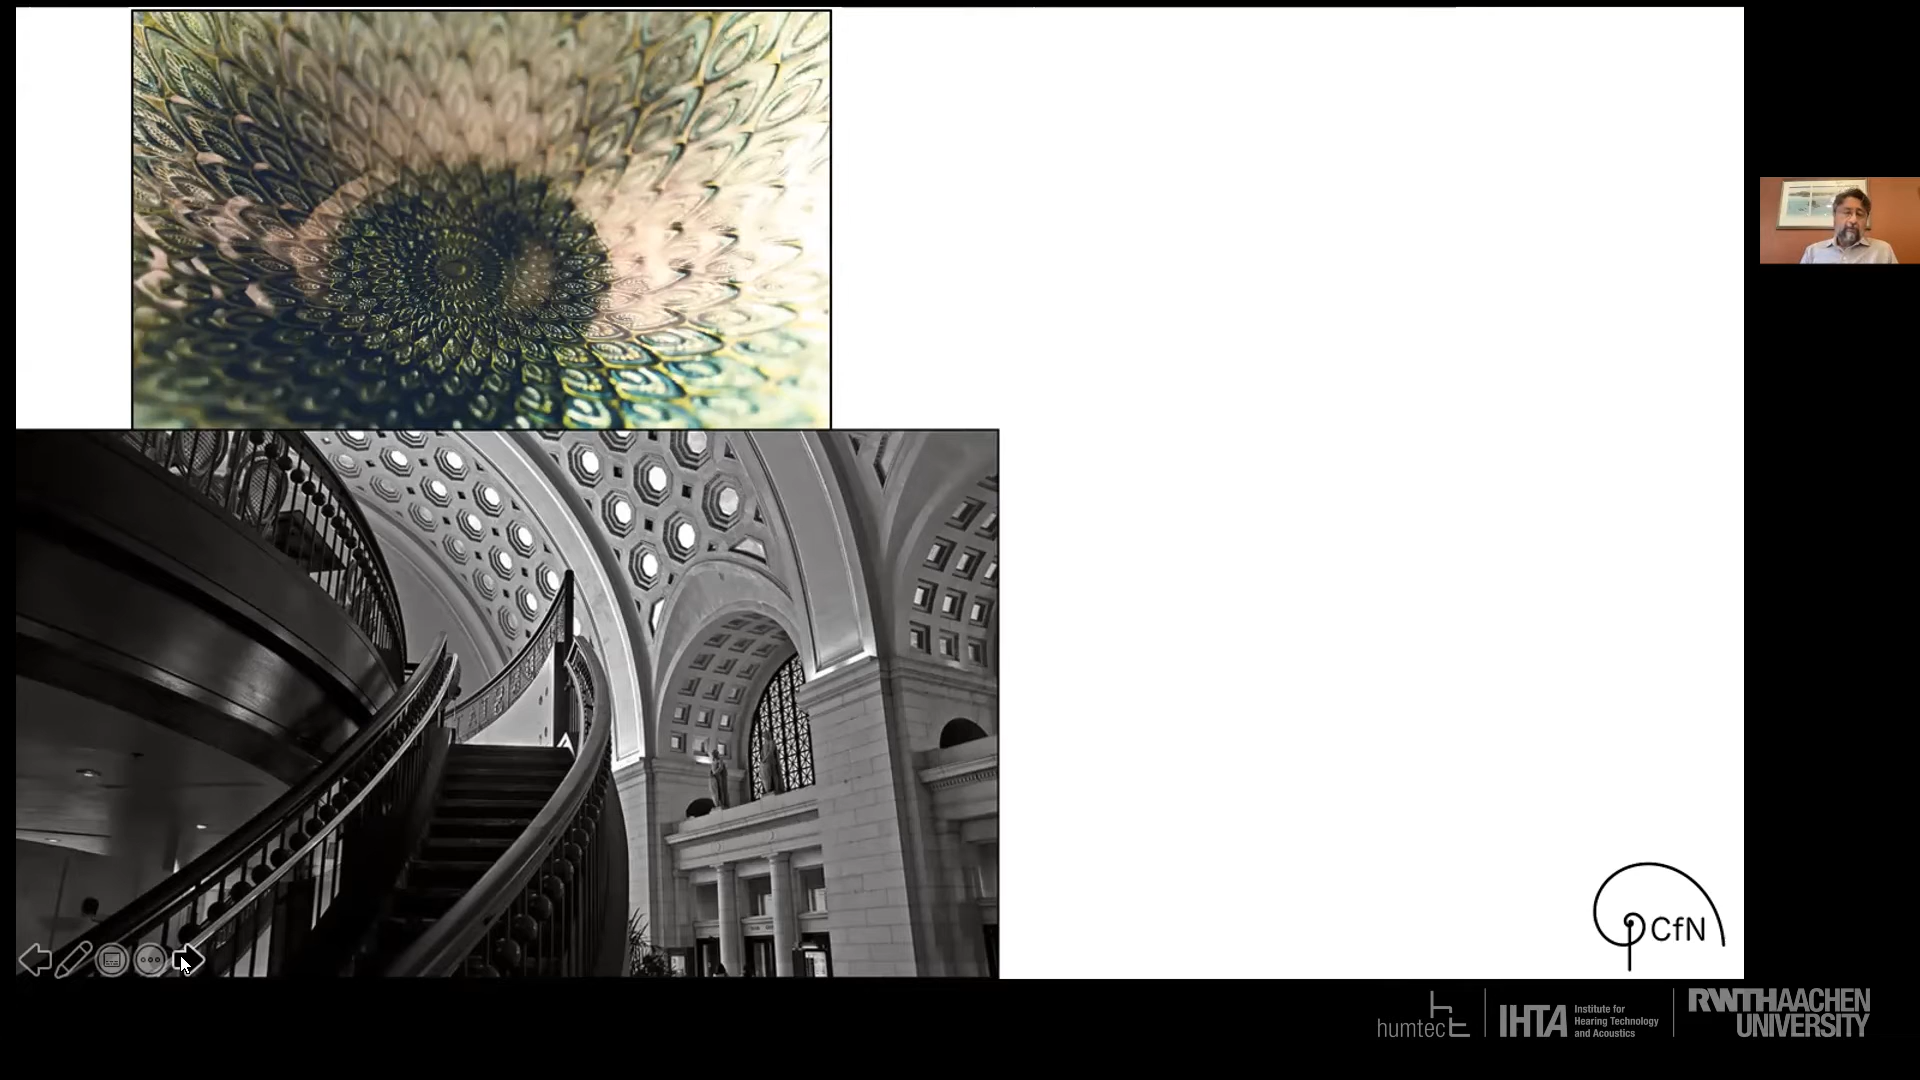 CfN
humtec
IHTA
Institute for
Hearing Technology
and Acoustics
RWTHAACHEN
UNIVERSITY